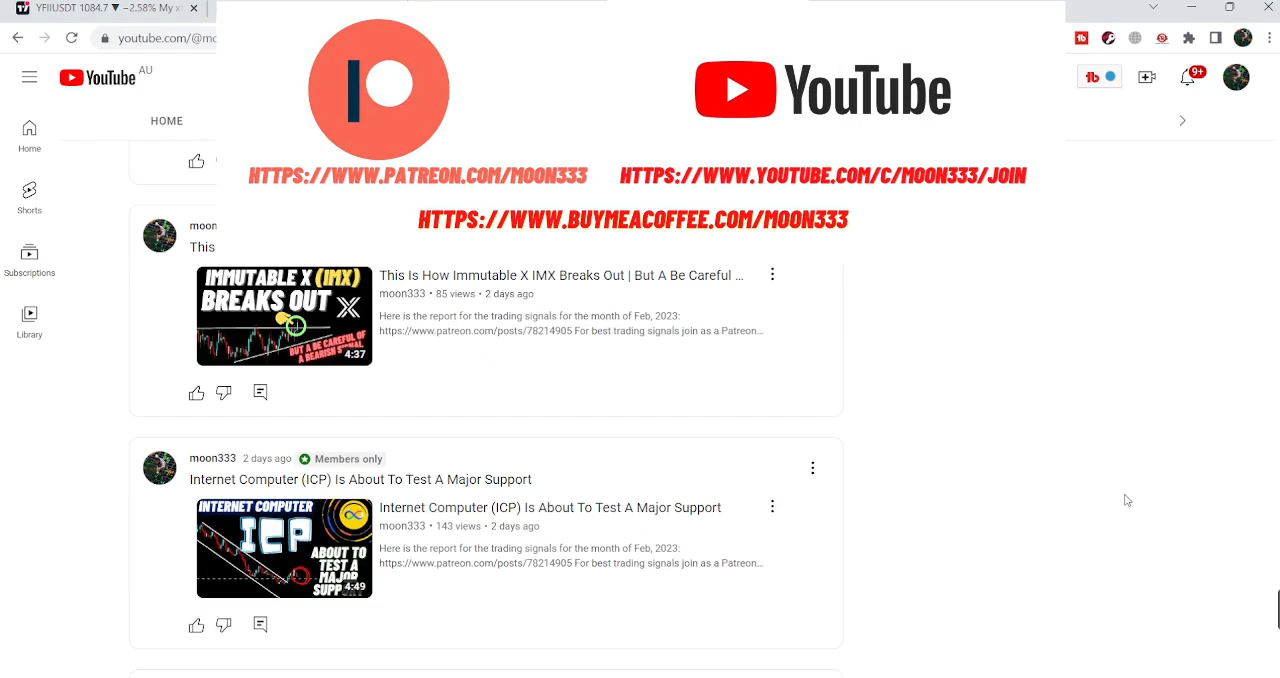 YFIIUSDT 1084.7 ▼ −2.58% My
youtube.com/@mo
YouTube AU
9+
HOME
Home
Shorts
Subscriptions
Library
YouTube
HTTPS://WWW.PATREON.COM/MOON333
HTTPS://WWW.YOUTUBE.COM/C/MOON333/JOIN
HTTPS://WWW.BUYMEACOFFEE.COM/MOON333
moon
This
IMMUTABLE X (IMX)
BREAKS OUT
BUT A BE CAREFUL OF
A BEARISH SIGNAL
4:37
This Is How Immutable X IMX Breaks Out | But A Be Careful ...
moon333 • 85 views • 2 days ago
Here is the report for the trading signals for the month of Feb, 2023:
https://www.patreon.com/posts/78214905 For best trading signals join as a Patreon...
moon333 2 days ago Members only
Internet Computer (ICP) Is About To Test A Major Support
INTERNET COMPUTER
ICP
ABOUT TO
TEST A
MAJOR
SUPPORT
4:49
Internet Computer (ICP) Is About To Test A Major Support
moon333 • 143 views • 2 days ago
Here is the report for the trading signals for the month of Feb, 2023:
https://www.patreon.com/posts/78214905 For best trading signals join as a Patreon...